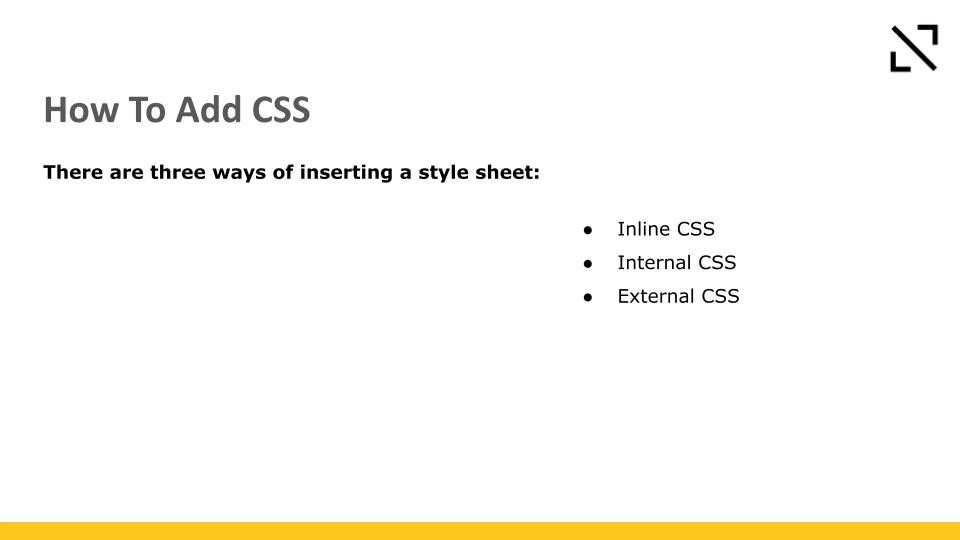 How To Add CSS
There are three ways of inserting a style sheet:
● Inline CSS
● Internal CSS
● External CSS